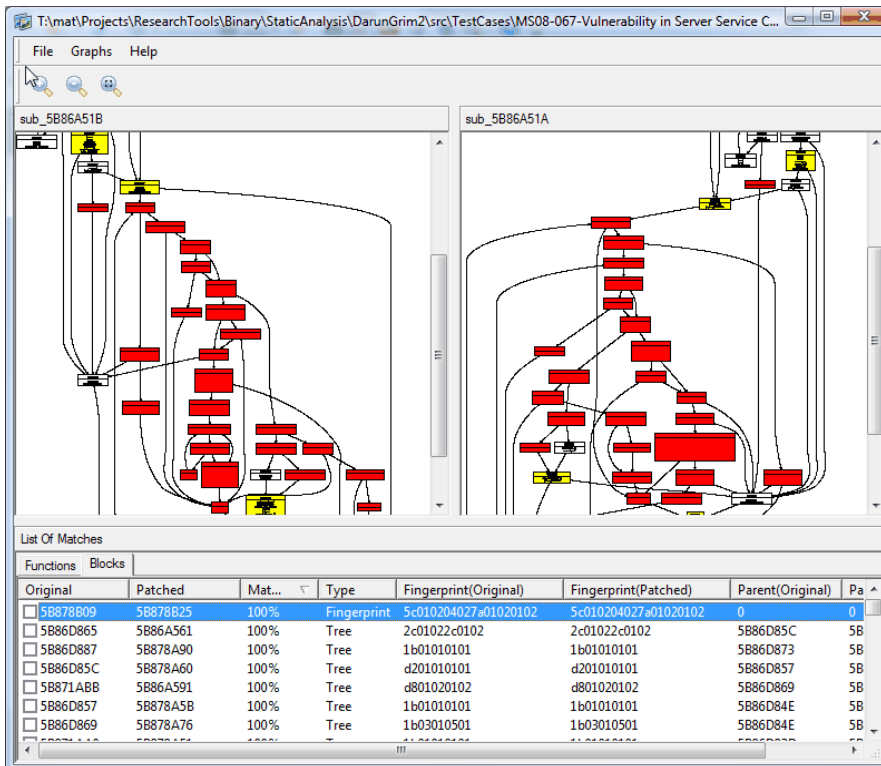 T:\mat\Projects\ResearchTools\Binary\StaticAnalysis\DarunGrim2\src\TestCases\MS08-067-Vulnerability in Server Service C...
File Graphs Help
sub_5B86A51B sub_5B86A51A
List Of Matches
Functions Blocks
Original Patched Mat... Type Fingerprint(Original) Fingerprint(Patched) Parent(Original) Pa
5B878B09 5B878B25 100% Fingerprint 5c010204027a01020102 5c010204027a01020102 0 0
5B86D865 5B86A561 100% Tree 2c01022c0102 2c01022c0102 5B86D85C 5B
5B86D887 5B878A90 100% Tree 1b01010101 1b01010101 5B86D873 5B
5B86D85C 5B878A60 100% Tree d201010101 d201010101 5B86D857 5B
5B871ABB 5B86A591 100% Tree d801020102 d801020102 5B86D869 5B
5B86D857 5B878A5B 100% Tree 1b01010101 1b01010101 5B86D84E 5B
5B86D869 5B878A76 100% Tree 1b03010501 1b03010501 5B86D84E 5B